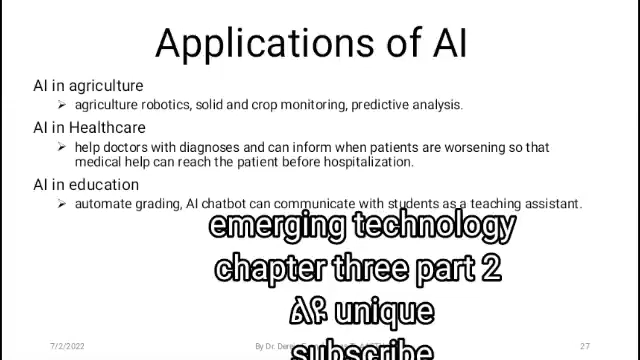 Applications of AI
AI in agriculture
➢ agriculture robotics, solid and crop monitoring, predictive analysis.
AI in Healthcare
➢ help doctors with diagnoses and can inform when patients are worsening so that
medical help can reach the patient before hospitalization.
AI in education
➢ automate grading, AI chatbot can communicate with students as a teaching assistant.
emerging technology
chapter three part 2
ልዩ unique
subscribe
7/2/2022
By Dr.
27